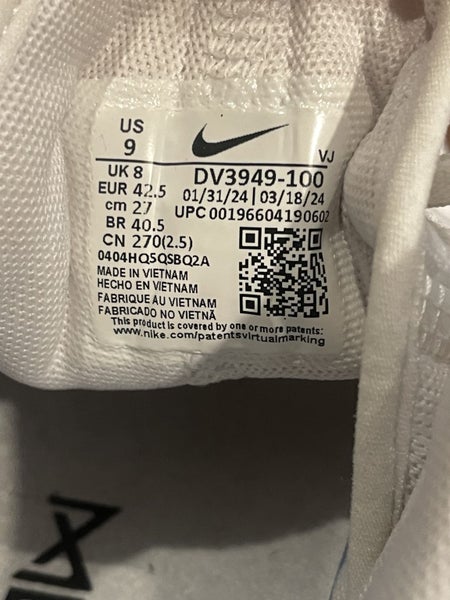 US
9
VJ
UK 8
DV3949-100
EUR 42.5
01/31/24 | 03/18/24
cm 27
UPC 00196604190602
BR 40.5
CN 270(2.5)
0404HQ5QSBQ2A
MADE IN VIETNAM
HECHO EN VIETNAM
FABRIQUÉ AU VIETNAM
FABRICADO NO VIETNÃ
This product is covered by one or more patents:
www.nike.com/patentsvirtualmarking